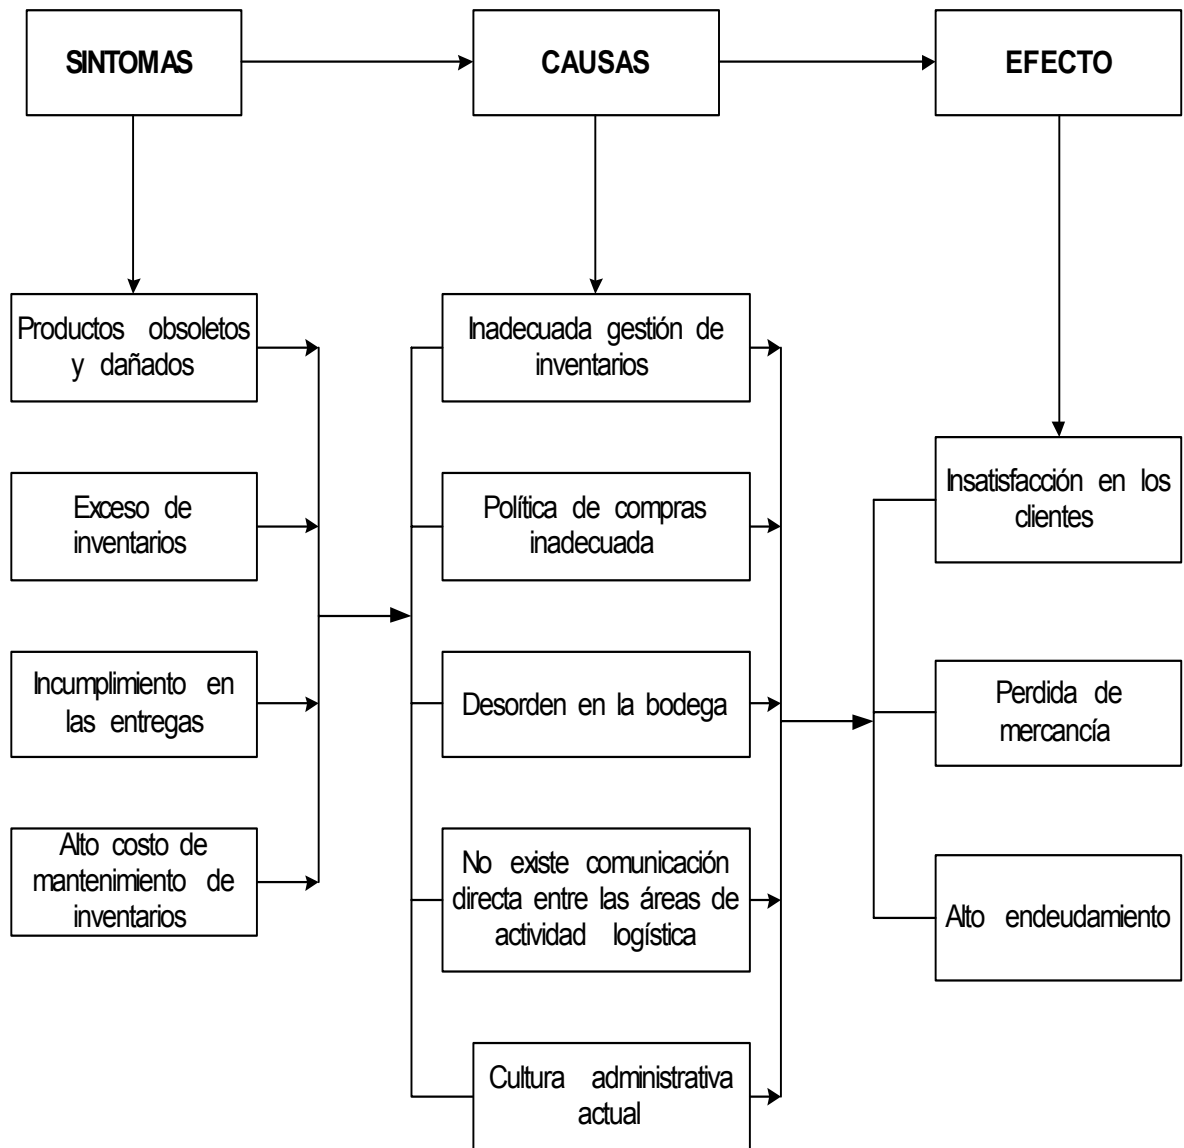 SINTOMAS
CAUSAS
EFECTO
Productos obsoletos
y dañados
Exceso de
inventarios
Incumplimiento en
las entregas
Alto costo de
mantenimiento de
inventarios
Inadecuada gestión de
inventarios
Política de compras
inadecuada
Desorden en la bodega
No existe comunicación
directa entre las áreas de
actividad logística
Cultura administrativa
actual
Insatisfacción en los
clientes
Perdida de
mercancía
Alto endeudamiento